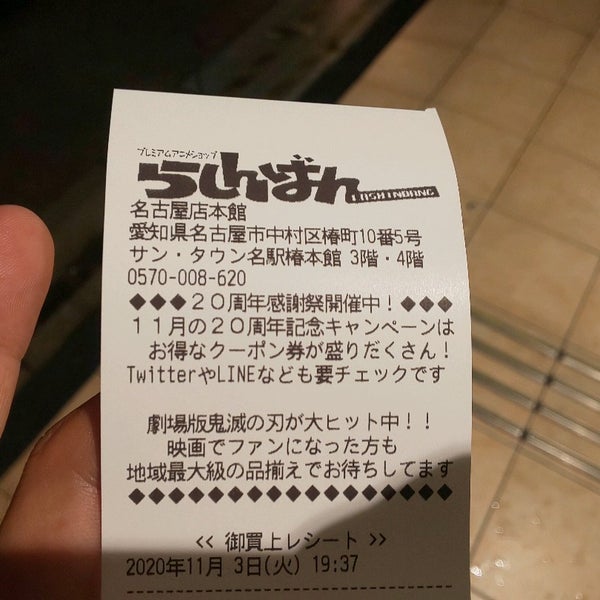 プレミアムアニメショップ
らしんばん
LASHINBANG
名古屋店本館
愛知県名古屋市中村区椿町10番5号
サン・タウン名駅椿本館 3階・4階
0570-008-620
◆◆◆２０周年感謝祭開催中！◆◆◆
１１月の２０周年記念キャンペーンは
お得なクーポン券が盛りだくさん！
TwitterやLINEなども要チェックです
劇場版鬼滅の刃が大ヒット中！！
映画でファンになった方も
地域最大級の品揃えでお待ちしてます
◆◆◆◆◆◆◆◆◆◆◆◆◆◆◆◆◆
<< 御買上レシート >>
2020年11月 3日(火) 19:37